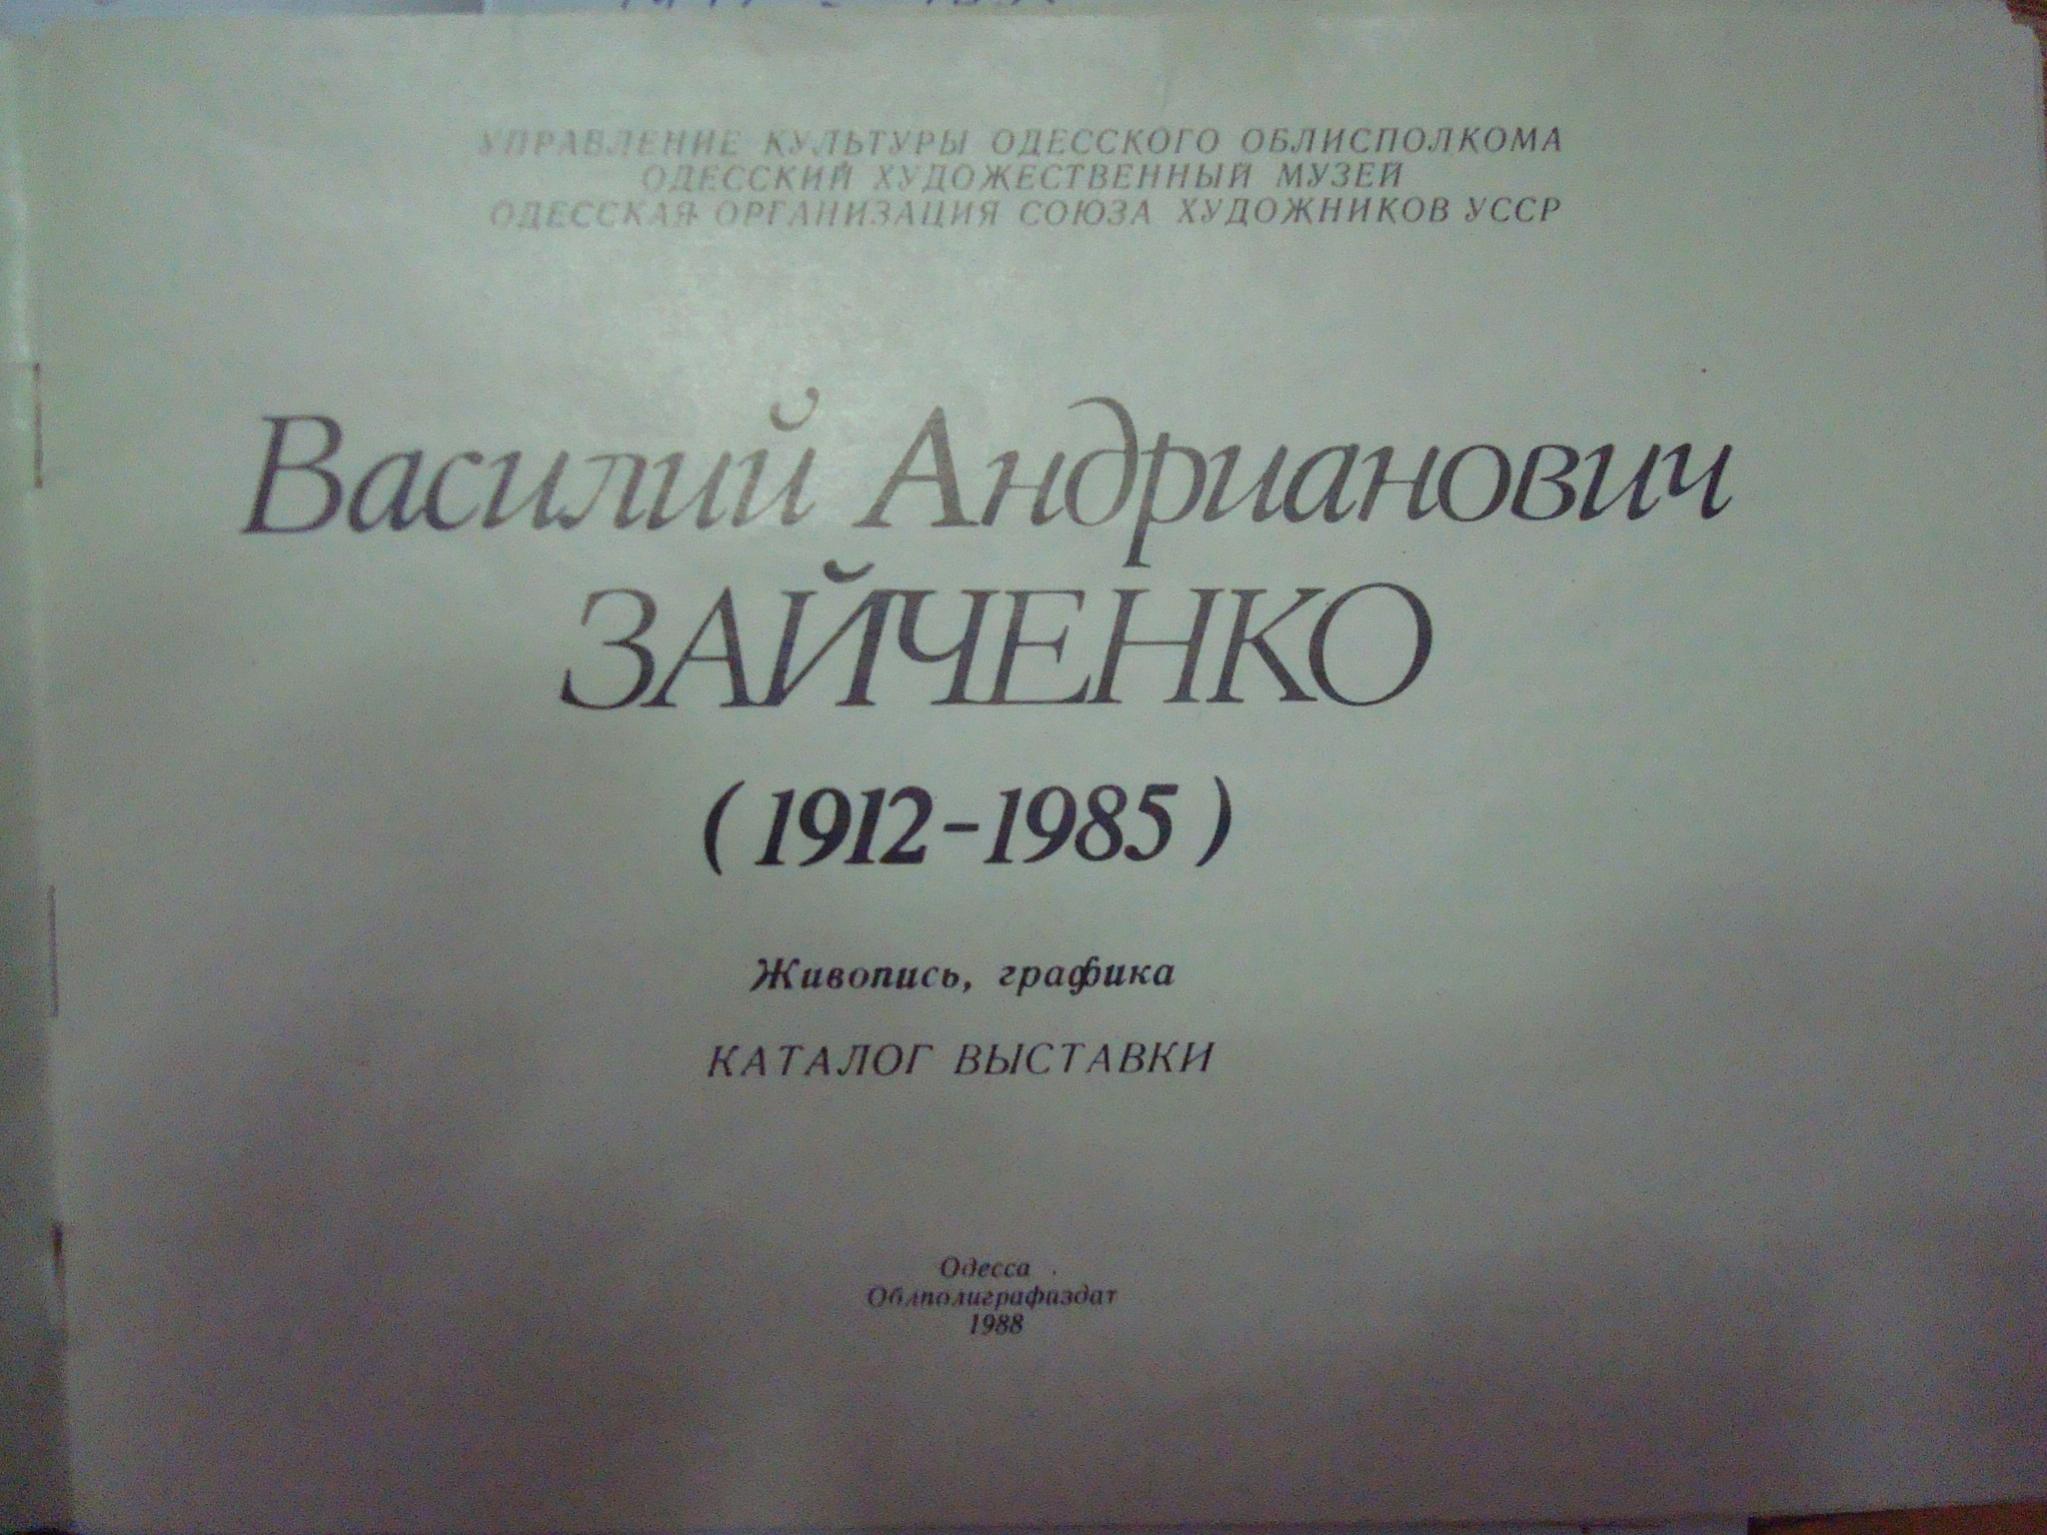 УПРАВЛЕНИЕ КУЛЬТУРЫ ОДЕССКОГО ОБЛИСПОЛКОМА
ОДЕССКИЙ ХУДОЖЕСТВЕННЫЙ МУЗЕЙ
ОДЕССКАЯ ОРГАНИЗАЦИЯ СОЮЗА ХУДОЖНИКОВ УССР
Василий Андрианович
ЗАЙЧЕНКО
(1912-1985)
Живопись, графика
КАТАЛОГ ВЫСТАВКИ
Одесса
Облполиграфиздат
1988